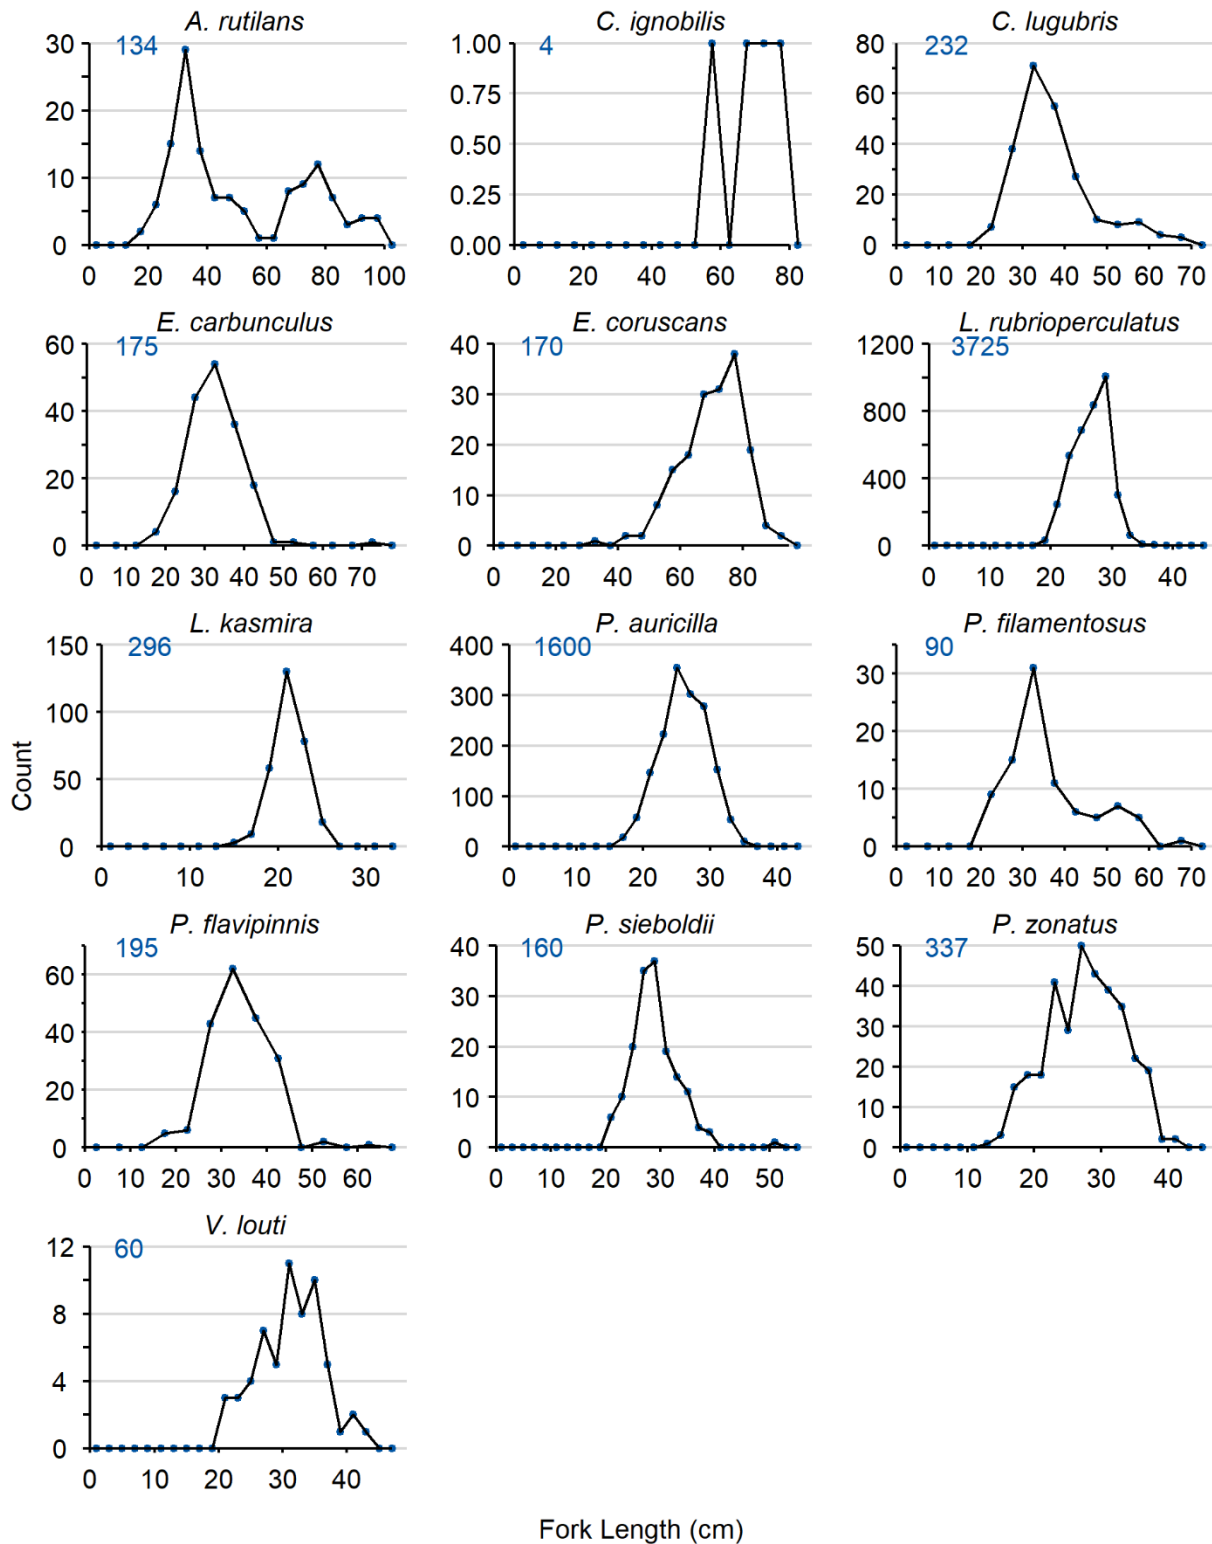 A. rutilans
134
30
20
10
0
0 20 40 60 80 100
C. ignobilis
4
1.00
0.75
0.50
0.25
0.00
0 20 40 60 80
C. lugubris
232
80
60
40
20
0
0 10 20 30 40 50 60 70
E. carbunculus
175
60
40
20
0
0 10 20 30 40 50 60 70
E. coruscans
170
40
30
20
10
0
0 20 40 60 80
L. rubrioperculatus
3725
1200
800
400
0
0 10 20 30 40
L. kasmira
296
150
100
50
0
0 10 20 30
P. auricilla
1600
400
300
200
100
0
0 10 20 30 40
P. filamentosus
90
30
20
10
0
0 10 20 30 40 50 60 70
Count
P. flavipinnis
195
60
40
20
0
0 10 20 30 40 50 60
P. sieboldii
160
40
30
20
10
0
0 10 20 30 40 50
P. zonatus
337
50
40
30
20
10
0
0 10 20 30 40
V. louti
60
12
8
4
0
0 10 20 30 40
Fork Length (cm)